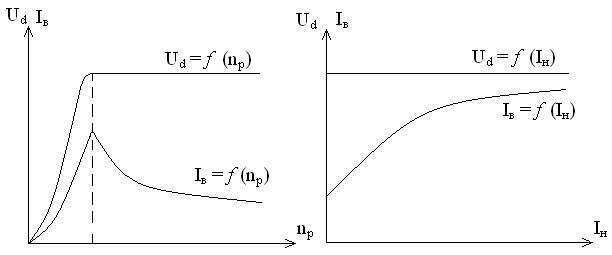 U_d I_в
U_d = f (n_p)
I_в = f (n_p)
n_p
U_d I_в
U_d = f (I_н)
I_в = f (I_н)
I_н